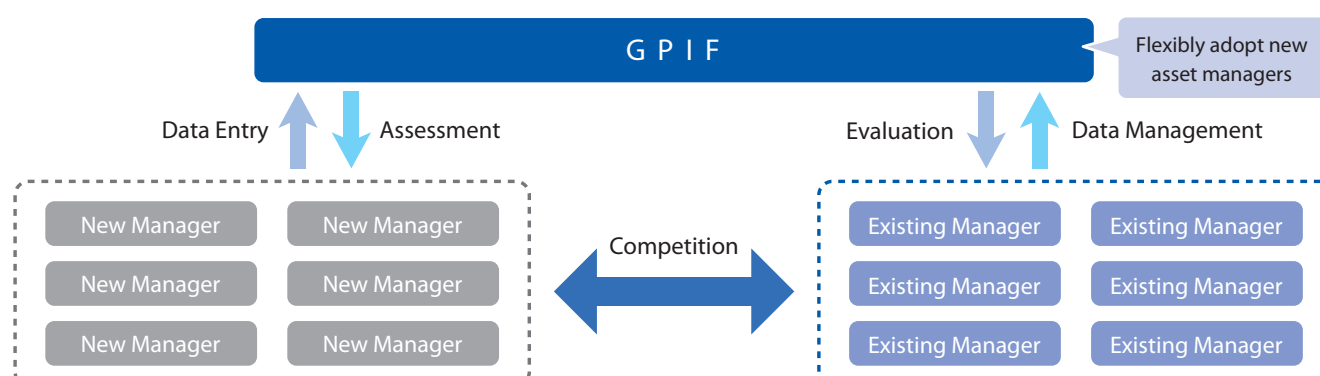 G P I F
Flexibly adopt new
asset managers
Data Entry
Assessment
Evaluation
Data Management
New Manager
New Manager
Existing Manager
Existing Manager
Competition
New Manager
New Manager
Existing Manager
Existing Manager
New Manager
New Manager
Existing Manager
Existing Manager